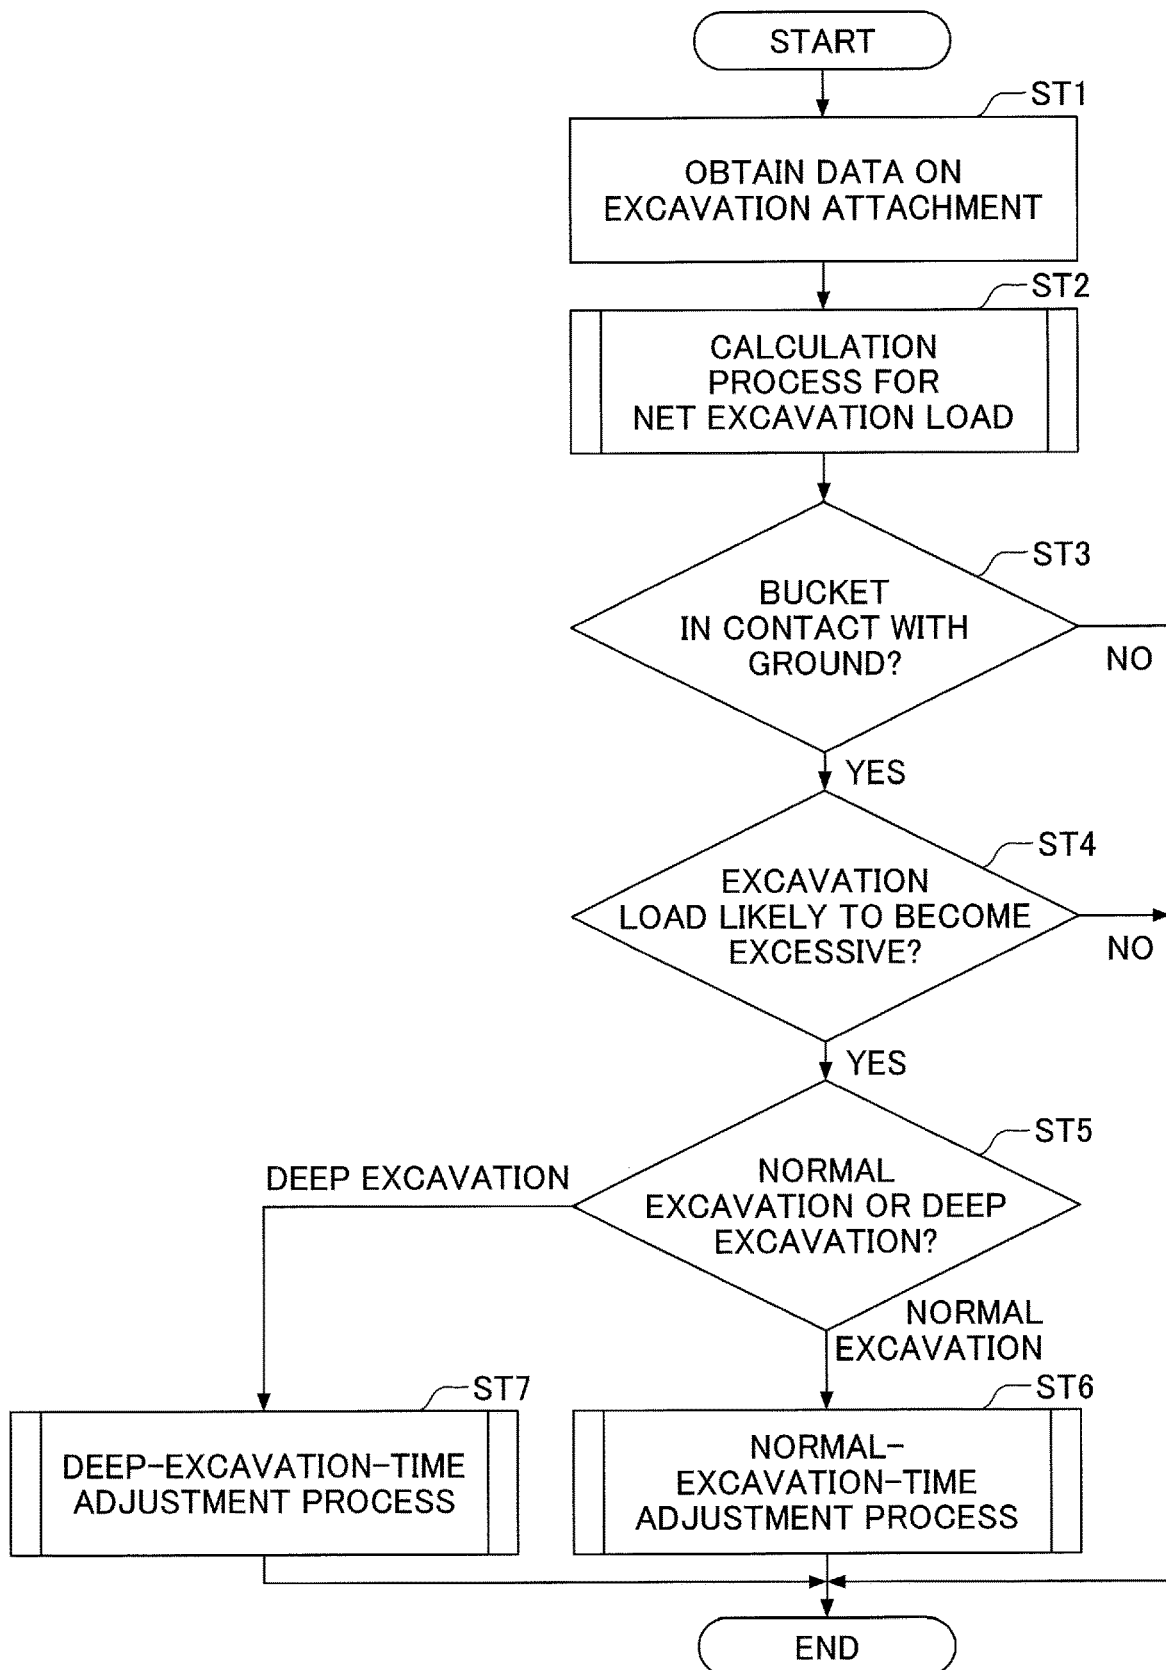 START
ST1
OBTAIN DATA ON
EXCAVATION ATTACHMENT
ST2
CALCULATION
PROCESS FOR
NET EXCAVATION LOAD
ST3
BUCKET
IN CONTACT WITH
GROUND?
NO
YES
ST4
EXCAVATION
LOAD LIKELY TO BECOME
EXCESSIVE?
NO
YES
ST5
NORMAL
EXCAVATION OR DEEP
EXCAVATION?
DEEP EXCAVATION
NORMAL
EXCAVATION
ST7
DEEP-EXCAVATION-TIME
ADJUSTMENT PROCESS
ST6
NORMAL-
EXCAVATION-TIME
ADJUSTMENT PROCESS
END